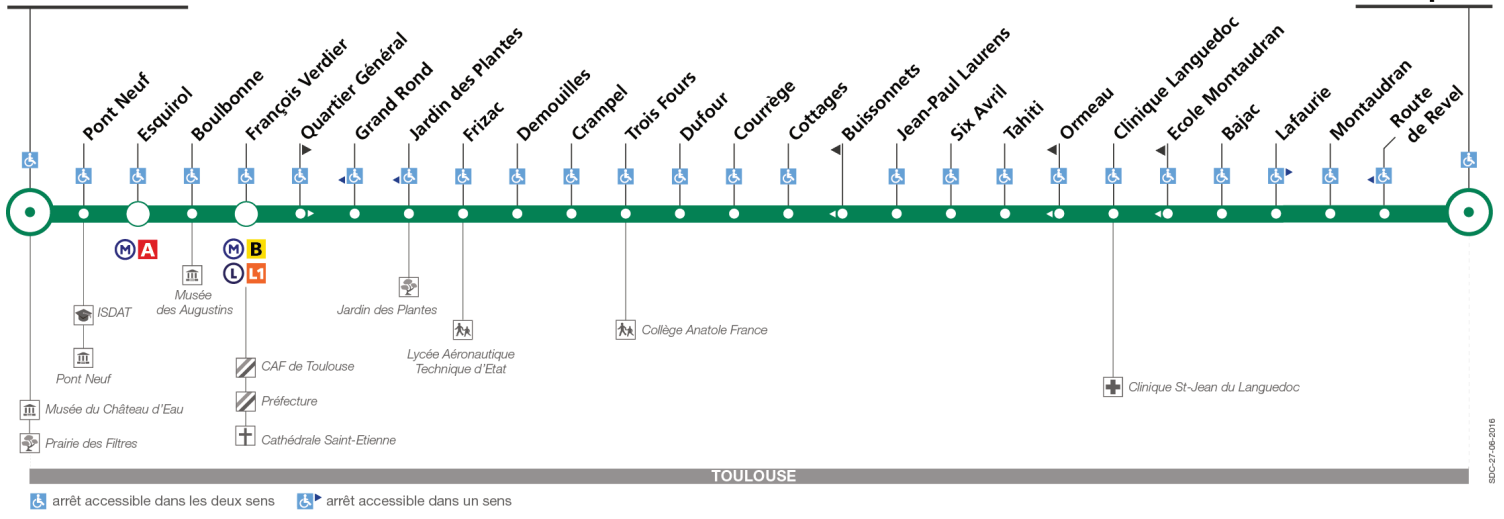 Pont Neuf
Esquirol
Boulbonne
François Verdier
Quartier Général
Grand Rond
Jardin des Plantes
Frizac
Demouilles
Crampel
Trois Fours
Dufour
Courrège
Cottages
Buissonnets
Jean-Paul Laurens
Six Avril
Tahiti
Ormeau
Clinique Languedoc
Ecole Montaudran
Bajac
Lafaurie
Montaudran
Route
de Revel
M A
M B
L L1
Musée
des Augustins
ISDAT
Pont Neuf
Jardin des Plantes
Lycée Aéronautique
Technique d'Etat
Collège Anatole France
CAF de Toulouse
Préfecture
Cathédrale Saint-Etienne
Clinique St-Jean du Languedoc
Musée du Château d'Eau
Prairie des Filtres
SDC-27-06-2016
TOULOUSE
arrêt accessible dans les deux sens
arrêt accessible dans un sens